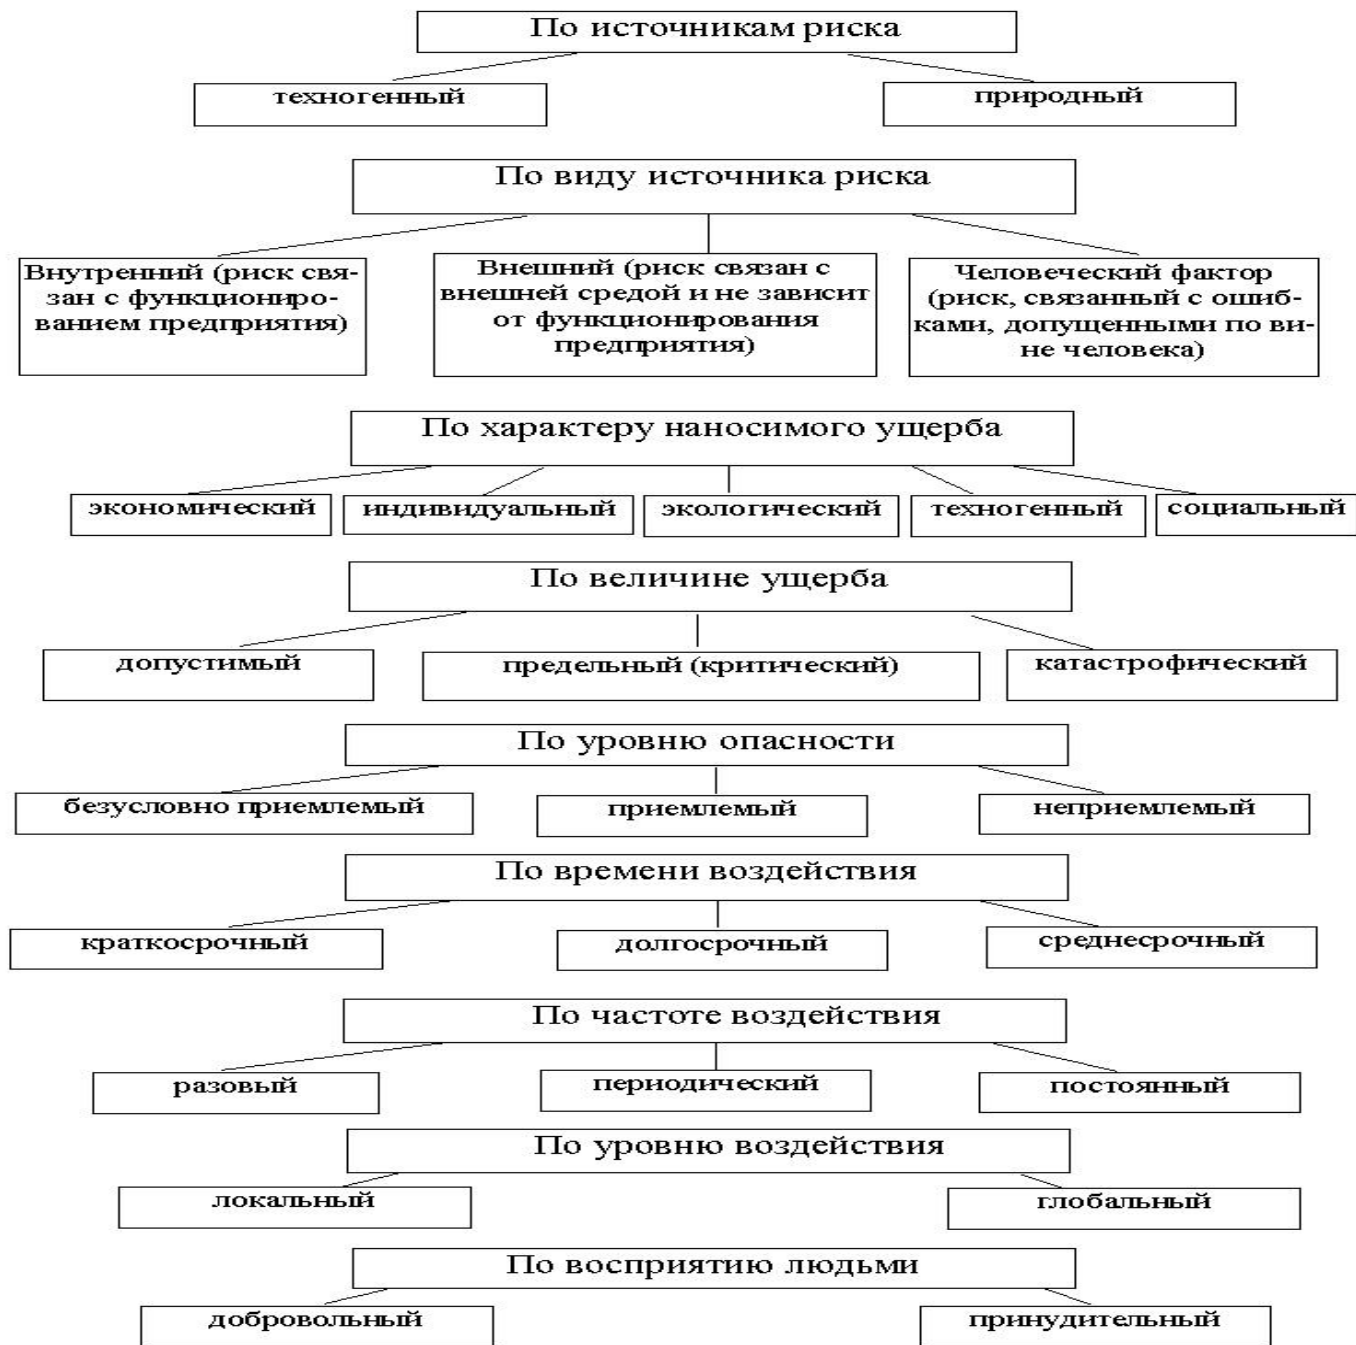 По источникам риска
техногенный
природный
По виду источника риска
Внутренний (риск свя-
зан с функциониро-
ванием предприятия)
Внешний (риск связан с
внешней средой и не зависит
от функционирования
предприятия)
Человеческий фактор
(риск, связанный с ошиб-
ками, допущенными по ви-
не человека)
По характеру наносимого ущерба
экономический
индивидуальный
экологический
техногенный
социальный
По величине ущерба
допустимый
предельный (критический)
катастрофический
По уровню опасности
безусловно приемлемый
приемлемый
неприемлемый
По времени воздействия
краткосрочный
долгосрочный
среднесрочный
По частоте воздействия
разовый
периодический
постоянный
По уровню воздействия
локальный
глобальный
По восприятию людьми
добровольный
принудительный